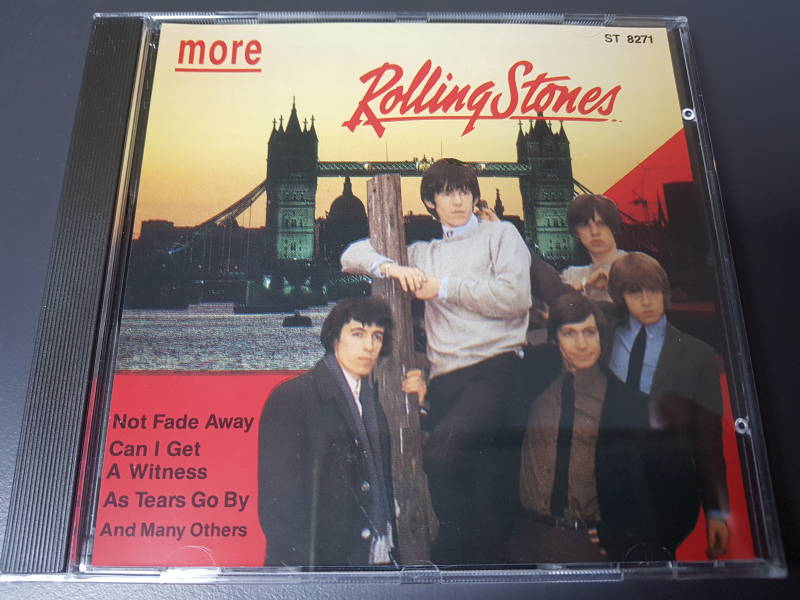 more
ST 8271
Rolling Stones
Not Fade Away
Can I Get
A Witness
As Tears Go By
And Many Others